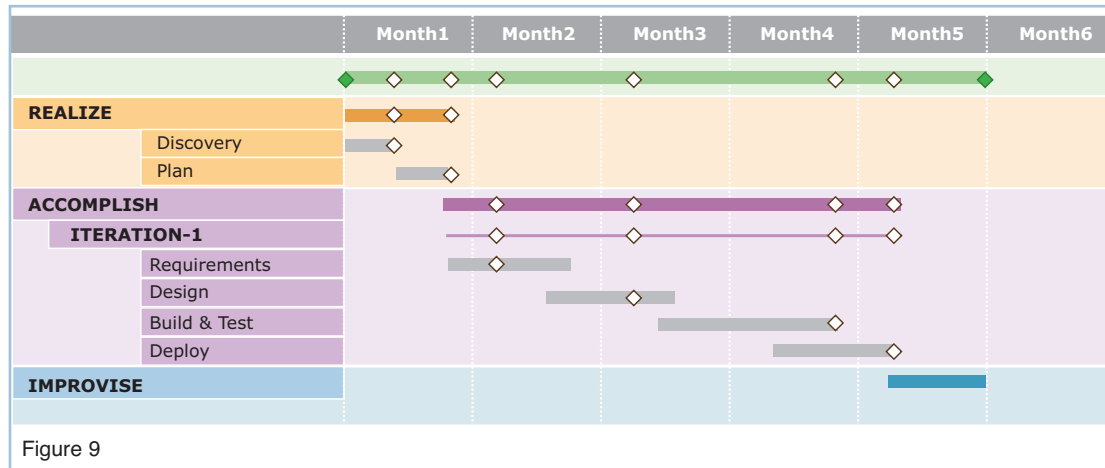 Month1 Month2 Month3 Month4 Month5 Month6
REALIZE
Discovery
Plan
ACCOMPLISH
ITERATION-1
Requirements
Design
Build & Test
Deploy
IMPROVISE
Figure 9